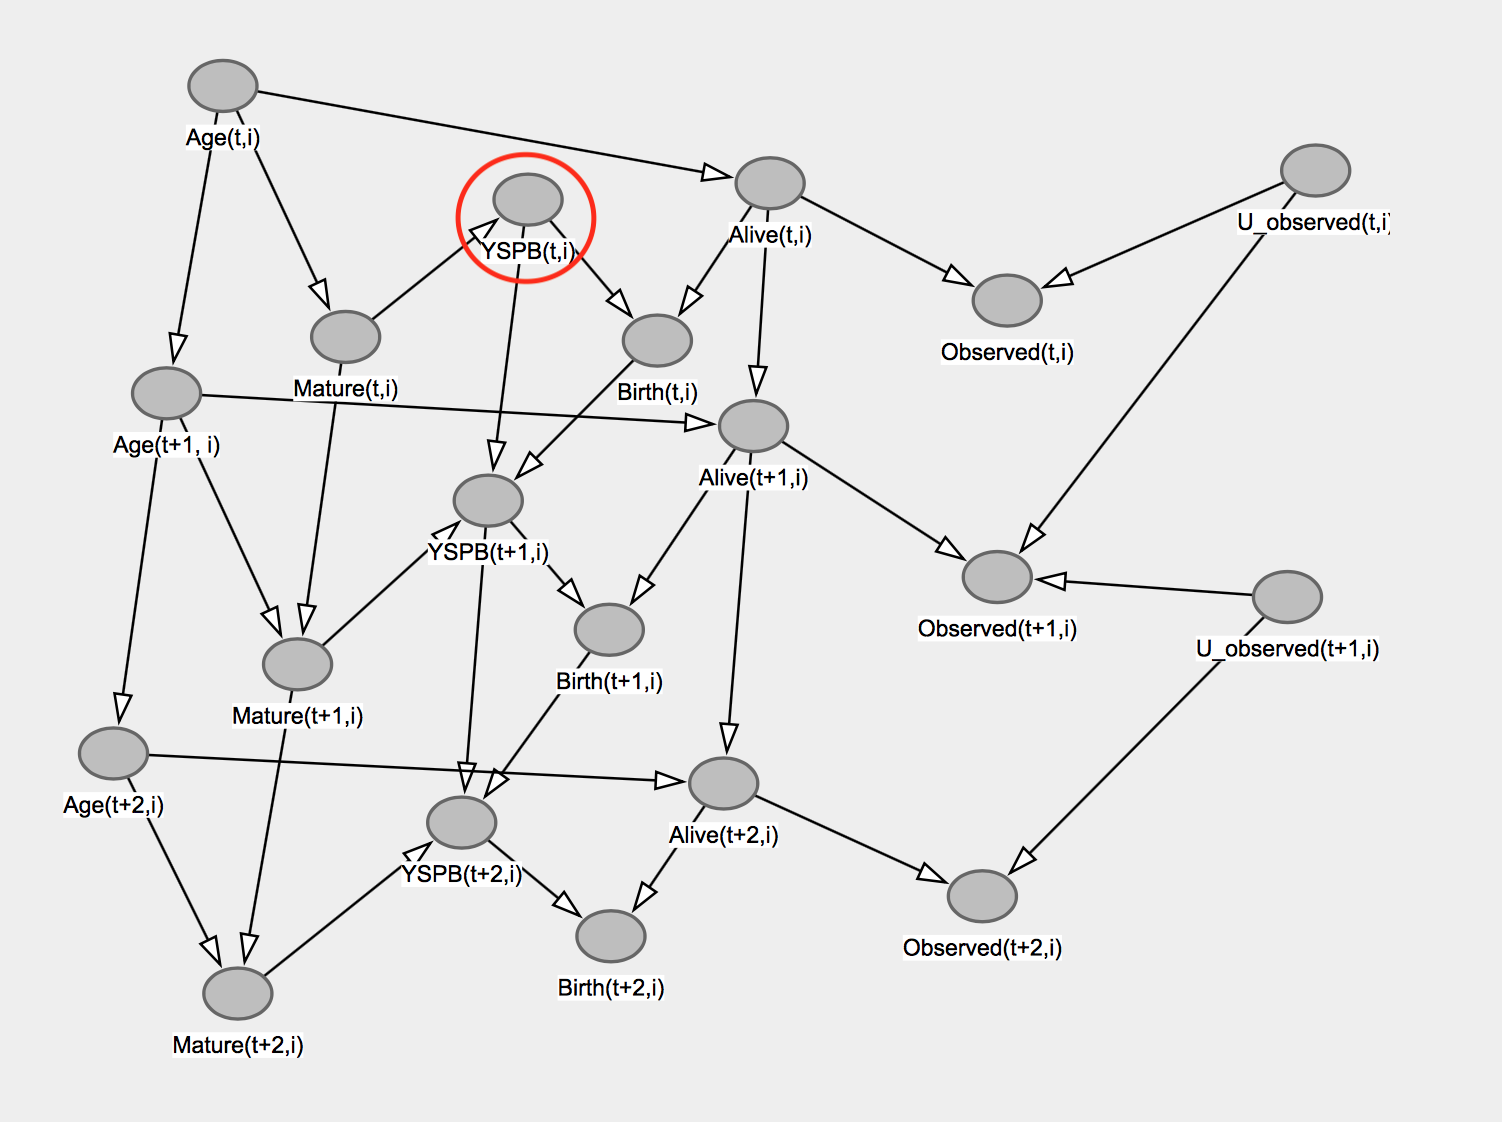 Age(t,i)
YSPB(t,i)
Alive(t,i)
U_observed(t,i)
Observed(t,i)
Mature(t,i)
Birth(t,i)
Age(t+1, i)
Alive(t+1,i)
YSPB(t+1,i)
Observed(t+1,i)
U_observed(t+1,i)
Birth(t+1,i)
Mature(t+1,i)
Age(t+2,i)
Alive(t+2,i)
YSPB(t+2,i)
Observed(t+2,i)
Birth(t+2,i)
Mature(t+2,i)